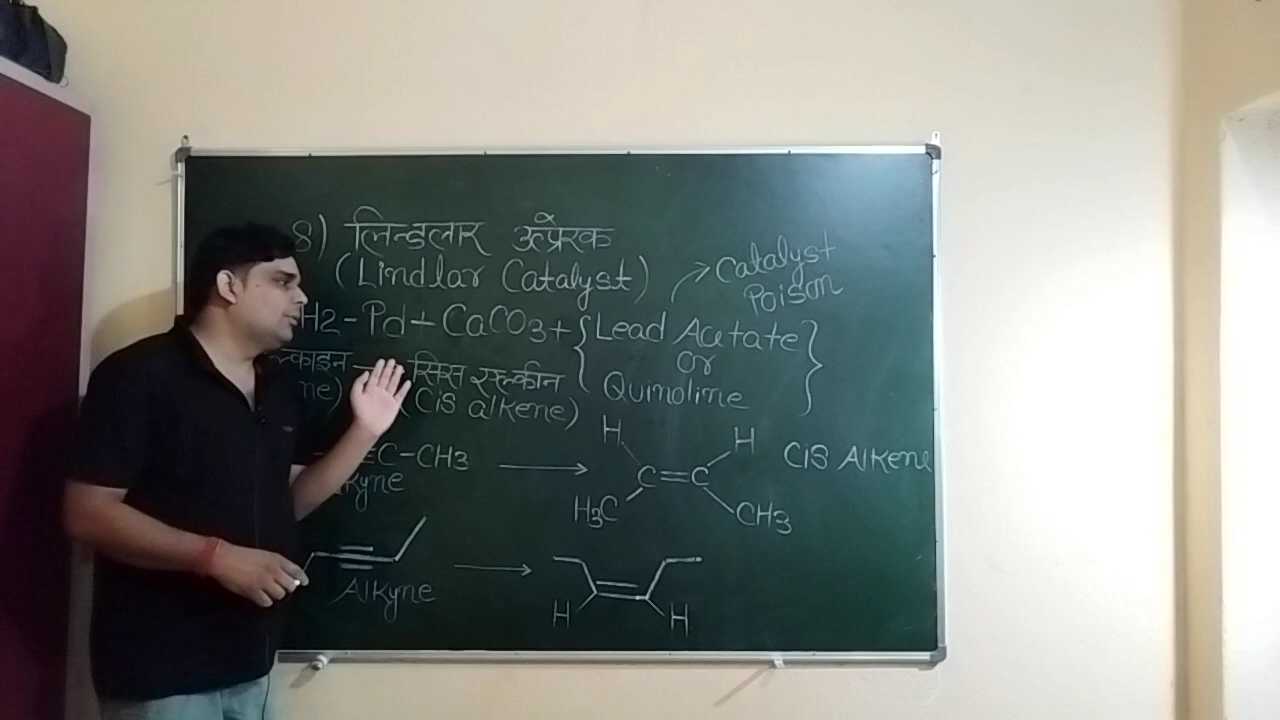 8) लिन्डलार उत्प्रेरक
(Lindlar Catalyst)
Catalyst
Poison
H2-Pd+CaCO3+{Lead Acetate}
or
Quinoline
सिस एल्कीन
(Cis alkene)
≡C-CH3
H H
C=C
H3C CH3
Cis Alkene
Alkyne
H H